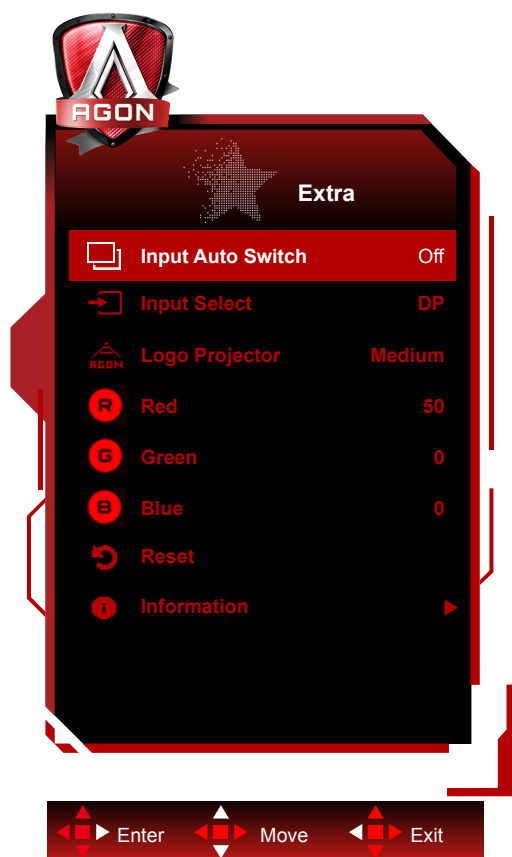 AGON
Extra
Input Auto Switch Off
Input Select DP
AGON Logo Projector Medium
R Red 50
G Green 0
B Blue 0
Reset
i Information
Enter Move Exit